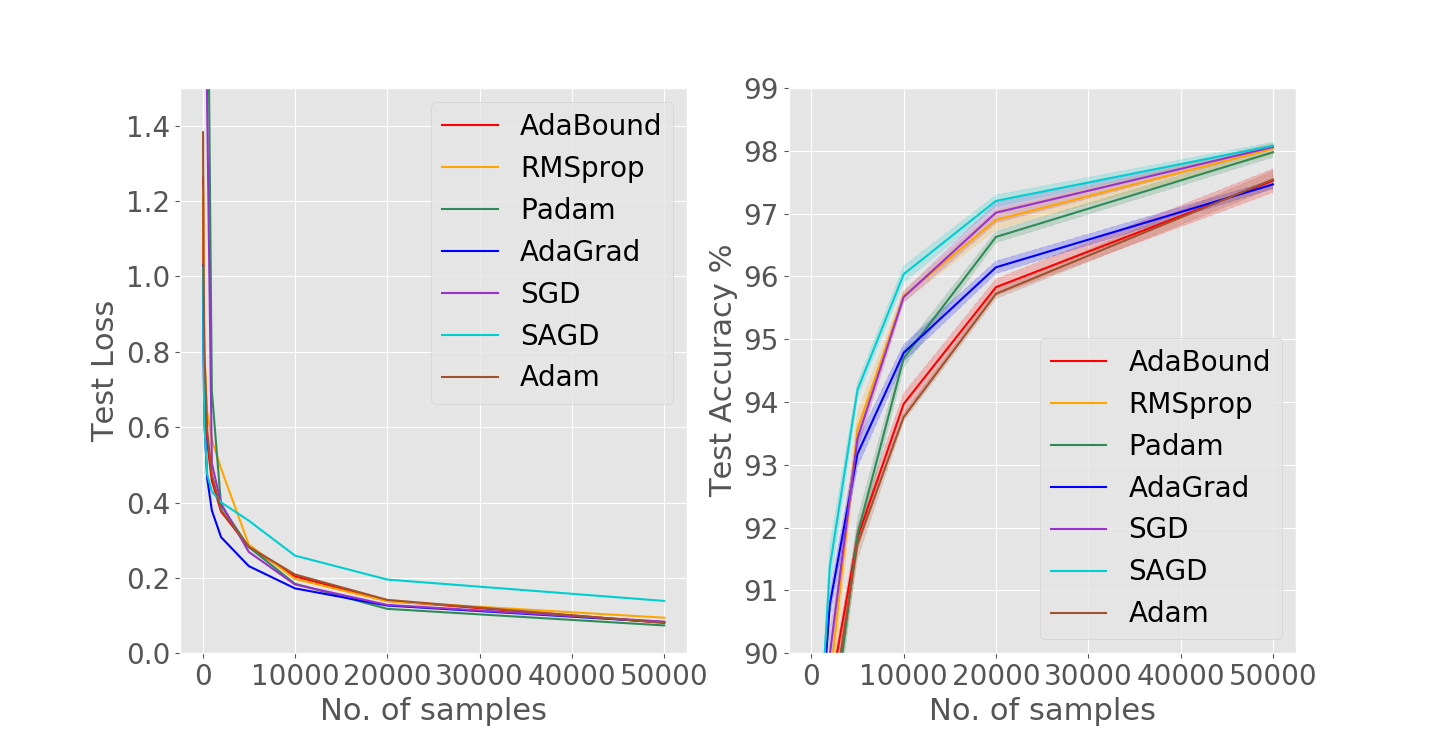 Test Loss
1.4
1.2
1.0
0.8
0.6
0.4
0.2
0.0
0 10000 20000 30000 40000 50000
No. of samples
AdaBound
RMSprop
Padam
AdaGrad
SGD
SAGD
Adam
Test Accuracy %
99
98
97
96
95
94
93
92
91
90
0 10000 20000 30000 40000 50000
No. of samples
AdaBound
RMSprop
Padam
AdaGrad
SGD
SAGD
Adam